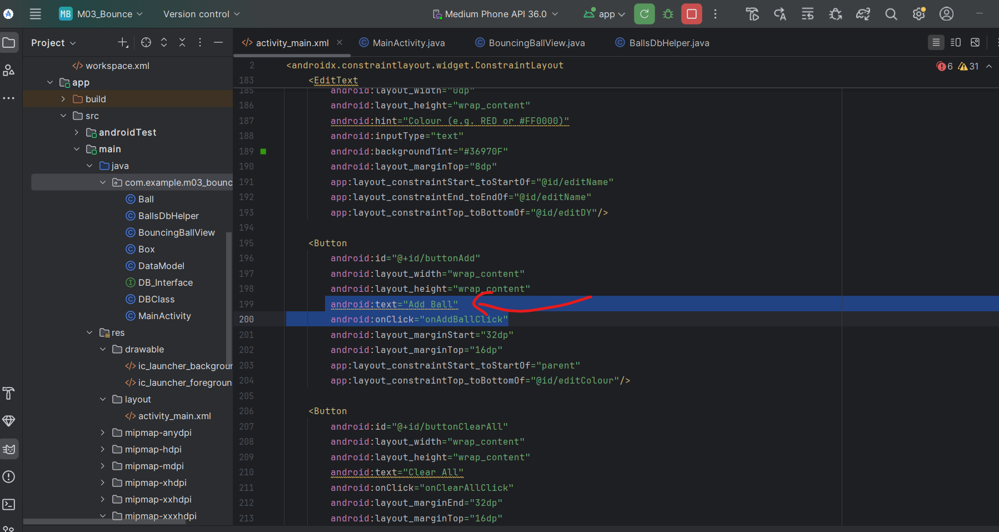 MB M03_Bounce Version control Medium Phone API 36.0 app
Project
activity_main.xml MainActivity.java BouncingBallView.java BallsDbHelper.java
workspace.xml
app
build
src
androidTest
main
java
com.example.m03_bounc
Ball
BallsDbHelper
BouncingBallView
Box
DataModel
DB_Interface
DBClass
MainActivity
res
drawable
ic_launcher_backgroun
ic_launcher_foregroun
layout
activity_main.xml
mipmap-anydpi
mipmap-hdpi
mipmap-mdpi
mipmap-xhdpi
mipmap-xxhdpi
mipmap-xxxhdpi
6 31
2 <androidx.constraintlayout.widget.ConstraintLayout
183 <EditText
185 android:layout_width="0dp"
186 android:layout_height="wrap_content"
187 android:hint="Colour (e.g. RED or #FF0000)"
188 android:inputType="text"
189 android:backgroundTint="#36970F"
190 android:layout_marginTop="8dp"
191 app:layout_constraintStart_toStartOf="@id/editName"
192 app:layout_constraintEnd_toEndOf="@id/editName"
193 app:layout_constraintTop_toBottomOf="@id/editDY"/>
194
195 <Button
196 android:id="@+id/buttonAdd"
197 android:layout_width="wrap_content"
198 android:layout_height="wrap_content"
199 android:text="Add Ball"
200 android:onClick="onAddBallClick"
201 android:layout_marginStart="32dp"
202 android:layout_marginTop="16dp"
203 app:layout_constraintStart_toStartOf="parent"
204 app:layout_constraintTop_toBottomOf="@id/editColour"/>
205
206 <Button
207 android:id="@+id/buttonClearAll"
208 android:layout_width="wrap_content"
209 android:layout_height="wrap_content"
210 android:text="Clear All"
211 android:onClick="onClearAllClick"
212 android:layout_marginEnd="32dp"
213 android:layout_marginTop="16dp"